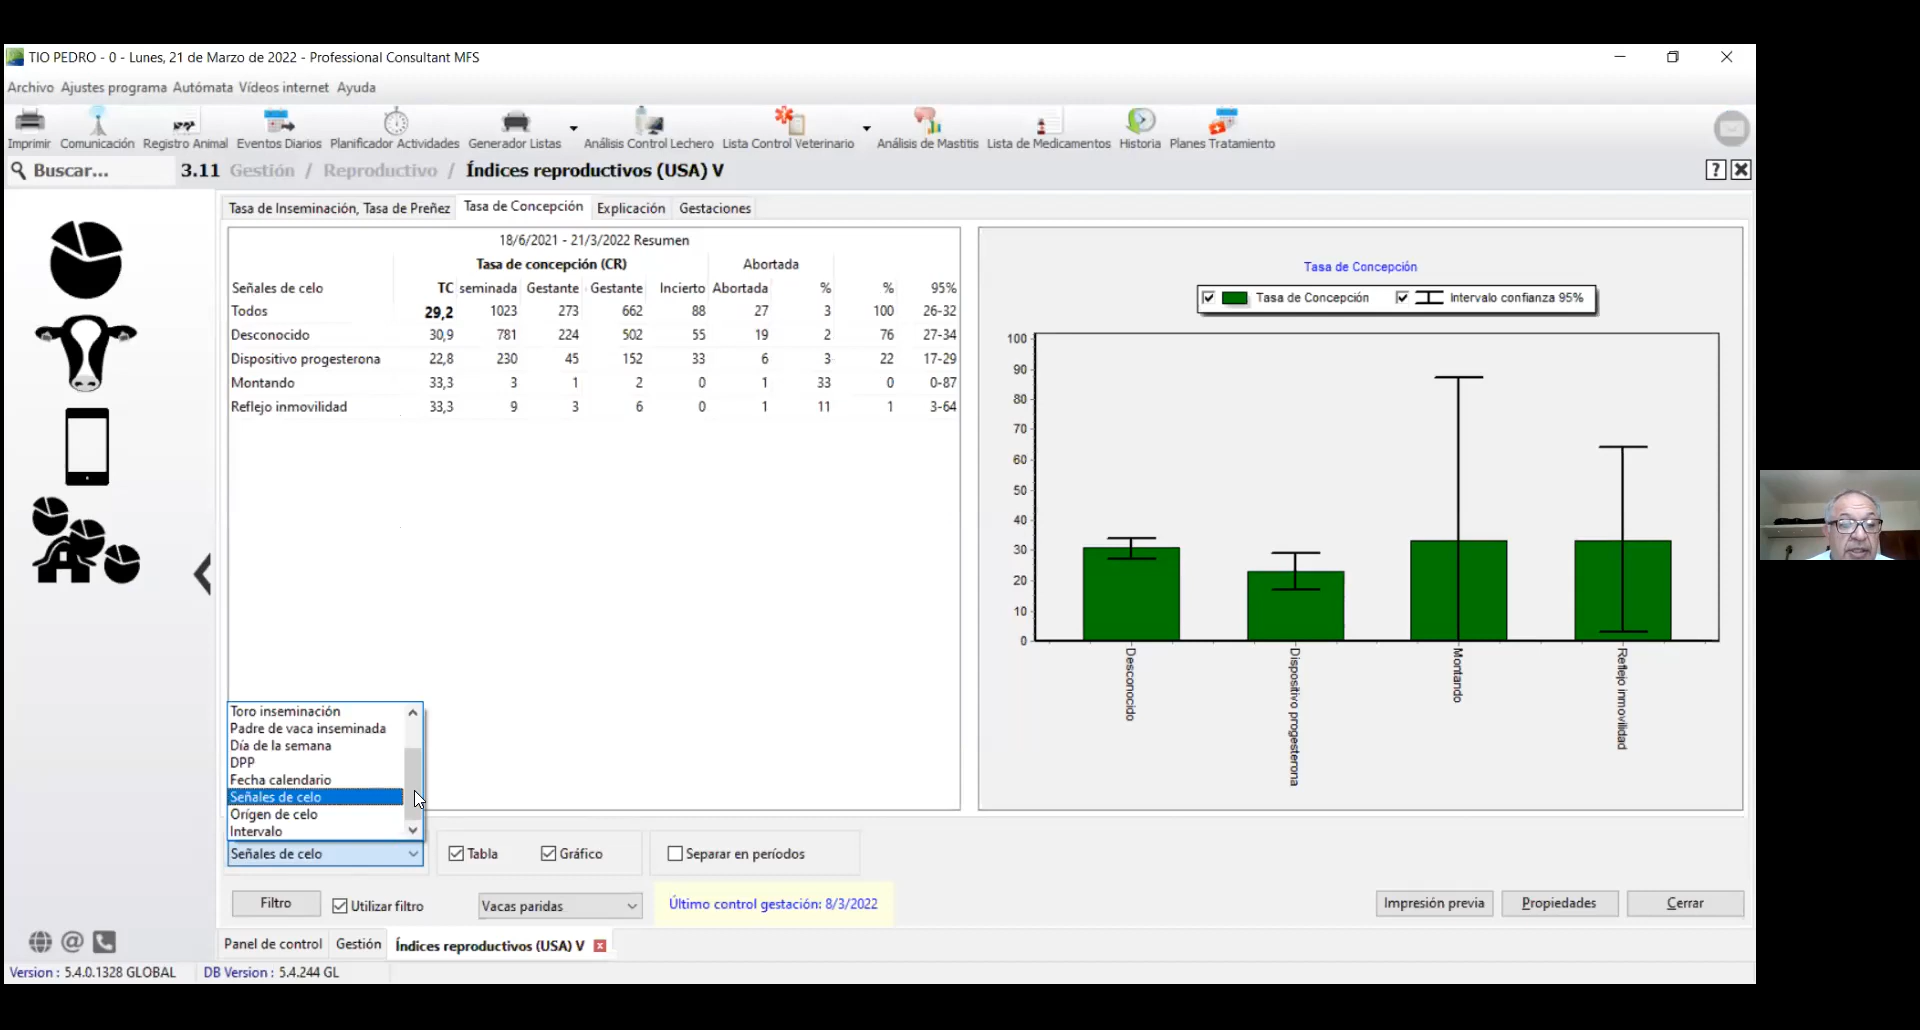 TIO PEDRO - 0 - Lunes, 21 de Marzo de 2022 - Professional Consultant MFS
Archivo Ajustes programa Autómata Vídeos internet Ayuda
Imprimir Comunicación Registro Animal Eventos Diarios Planificador Actividades Generador Listas Análisis Control Lechero Lista Control Veterinario Análisis de Mastitis Lista de Medicamentos Historia Planes Tratamiento
Buscar... 3.11 Gestión / Reproductivo / Índices reproductivos (USA) V ?
Tasa de Inseminación, Tasa de Preñez Tasa de Concepción Explicación Gestaciones
18/6/2021 - 21/3/2022 Resumen
Tasa de concepción (CR) Abortada
Señales de celo TC seminada Gestante Gestante Incierto Abortada % % 95%
Todos 29,2 1023 273 662 88 27 3 100 26-32
Desconocido 30,9 781 224 502 55 19 2 76 27-34
Dispositivo progesterona 22,8 230 45 152 33 6 3 22 17-29
Montando 33,3 3 1 2 0 1 33 0 0-87
Reflejo inmovilidad 33,3 9 3 6 0 1 11 1 3-64
Tasa de Concepción
Tasa de Concepción Intervalo confianza 95%
100
90
80
70
60
50
40
30
20
10
0
Desconocido
Dispositivo progesterona
Montando
Reflejo inmovilidad
Toro inseminación
Padre de vaca inseminada
Día de la semana
DPP
Fecha calendario
Señales de celo
Orígen de celo
Intervalo
Señales de celo Tabla Gráfico Separar en períodos
Filtro Utilizar filtro Vacas paridas Último control gestación: 8/3/2022 Impresión previa Propiedades Cerrar
Panel de control Gestión Índices reproductivos (USA) V
Version : 5.4.0.1328 GLOBAL DB Version : 5.4.244 GL